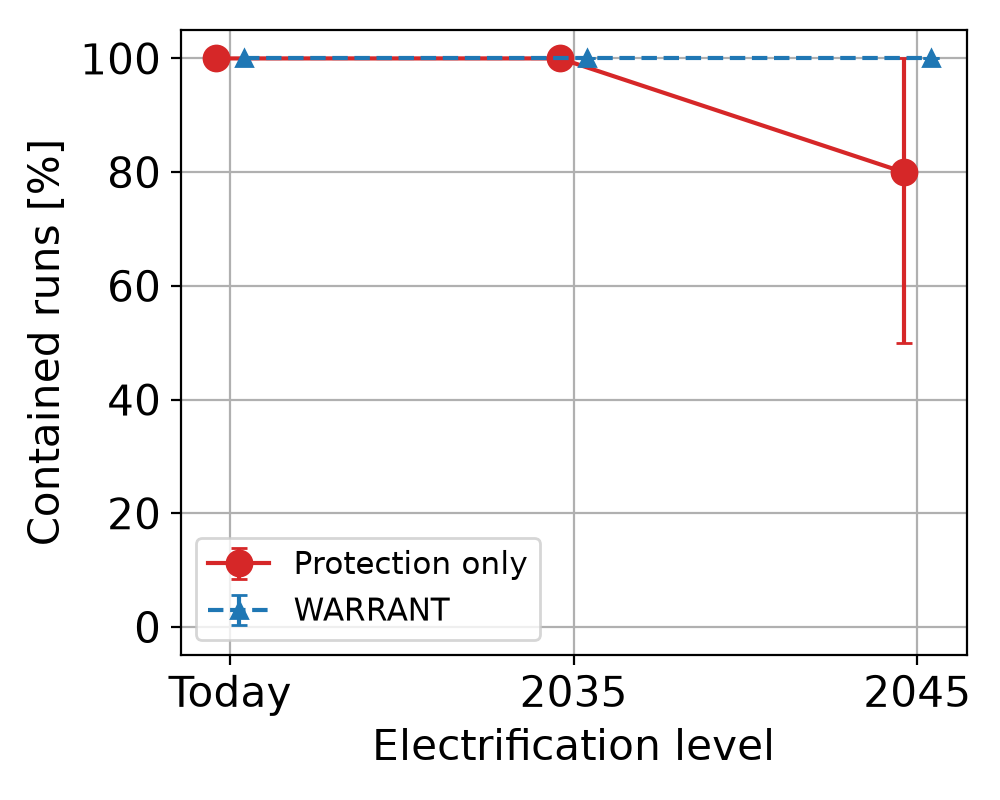 Contained runs [%]
100
80
60
40
20
0
Protection only
WARRANT
Today 2035 2045
Electrification level